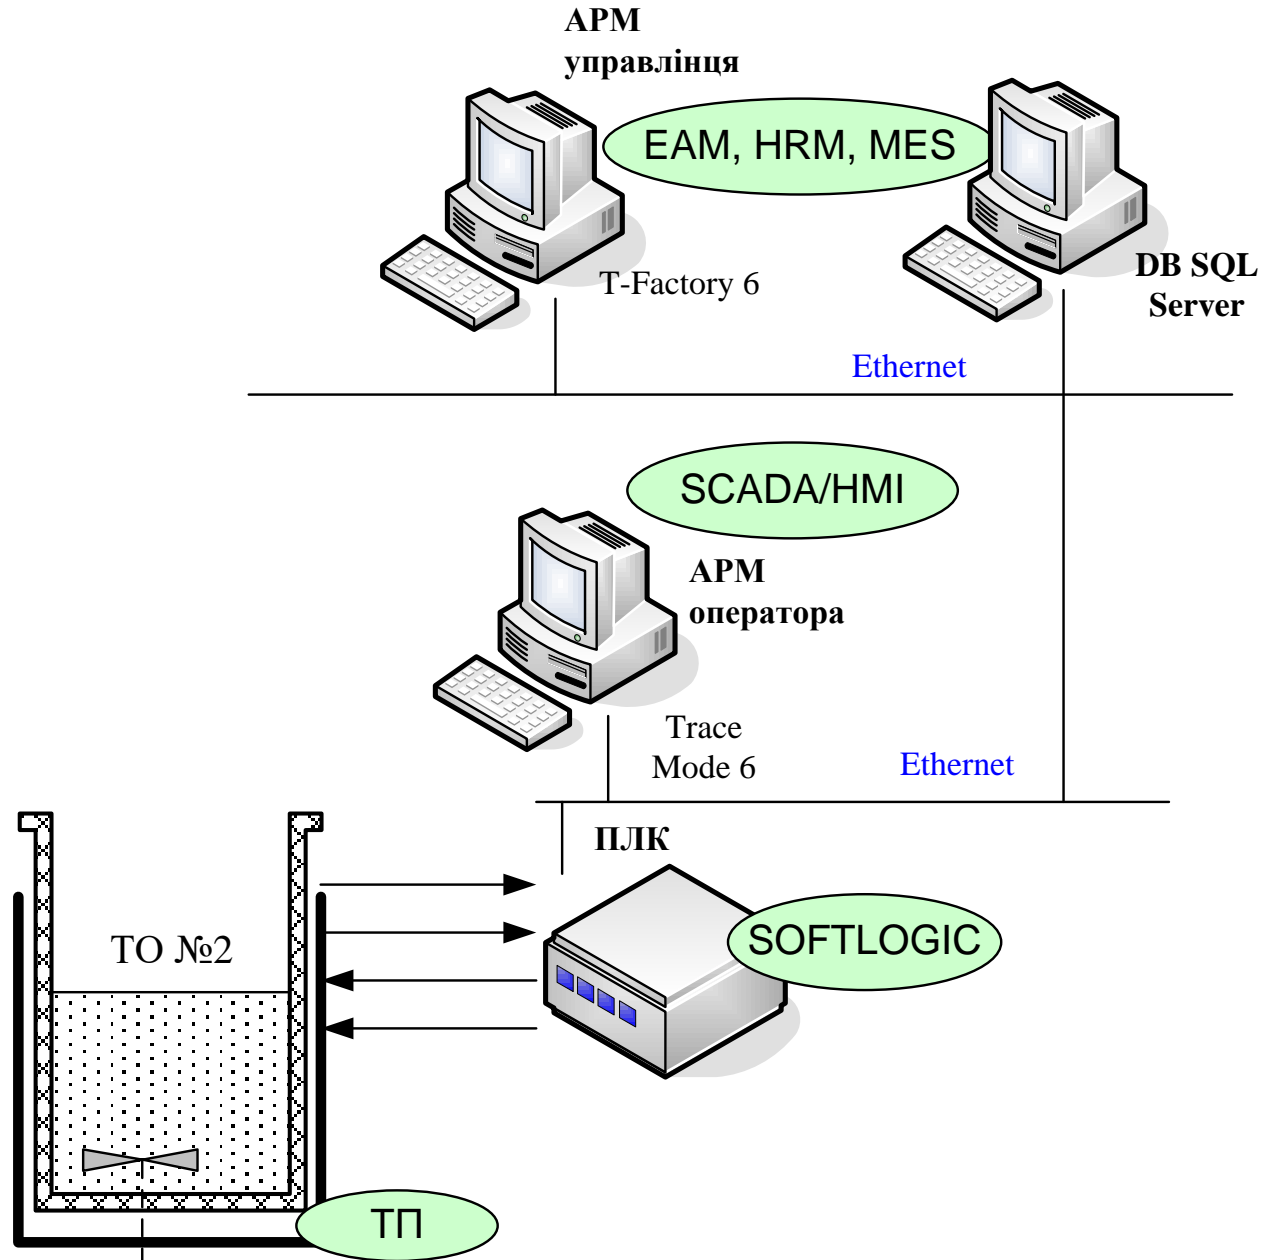 АРМ
управлінця
EAM, HRM, MES
T-Factory 6
DB SQL
Server
Ethernet
SCADA/HMI
АРМ
оператора
Trace
Mode 6
Ethernet
ПЛК
SOFTLOGIC
ТО №2
ТП